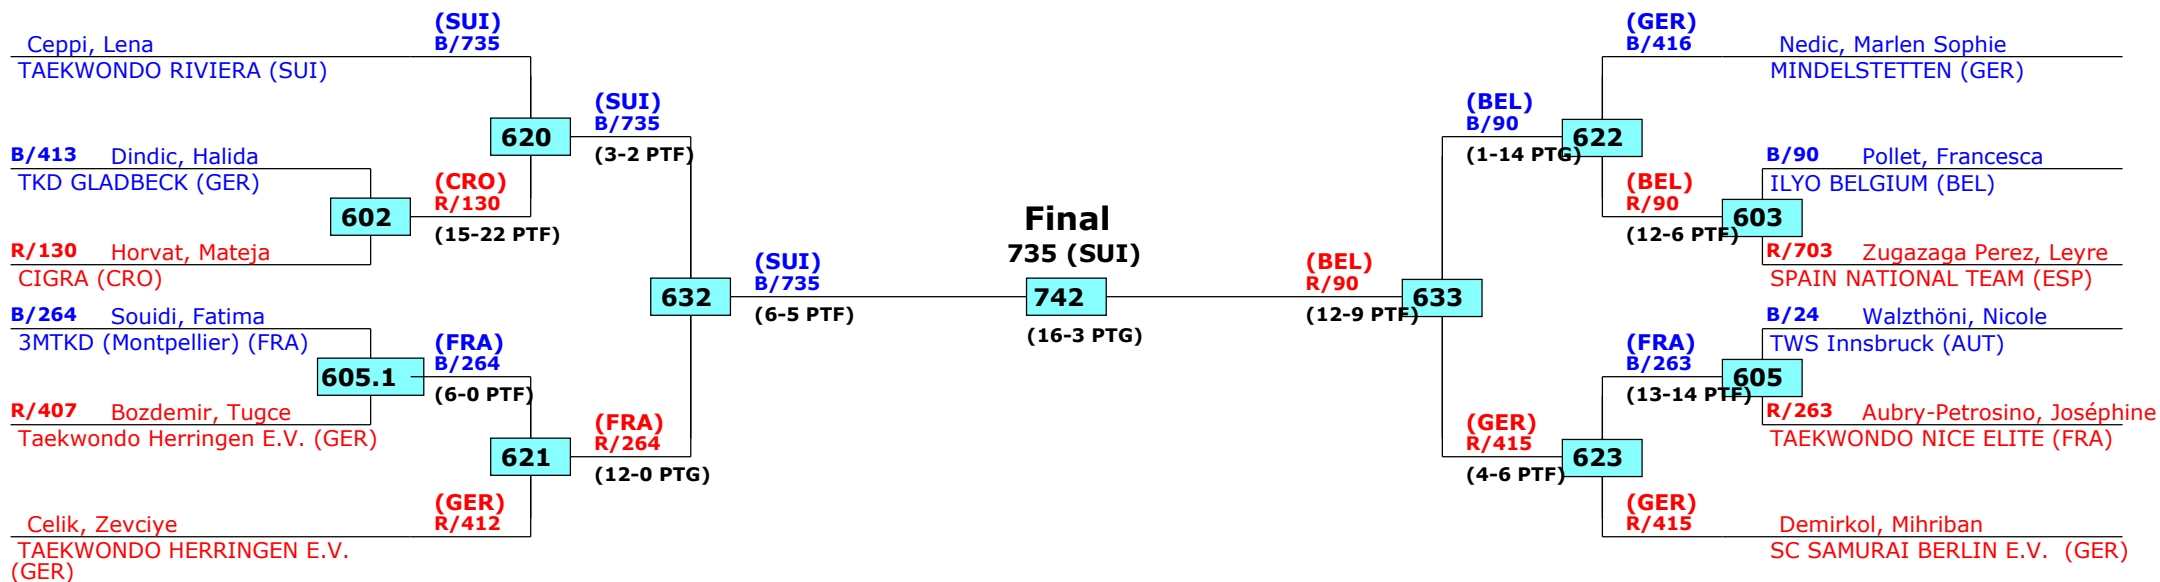 (SUI)
B/735
Ceppi, Lena
TAEKWONDO RIVIERA (SUI)
(SUI)
B/735
620
(3-2 PTF)
B/413 Dindic, Halida
TKD GLADBECK (GER)
(CRO)
R/130
602
(15-22 PTF)
R/130 Horvat, Mateja
CIGRA (CRO)
(SUI)
B/735
632
(6-5 PTF)
B/264 Souidi, Fatima
3MTKD (Montpellier) (FRA)
(FRA)
B/264
605.1
(6-0 PTF)
R/407 Bozdemir, Tugce
Taekwondo Herringen E.V. (GER)
(FRA)
R/264
621
(12-0 PTG)
(GER)
R/412
Celik, Zevciye
TAEKWONDO HERRINGEN E.V.
(GER)
Final
735 (SUI)
742
(16-3 PTG)
(GER)
B/416
Nedic, Marlen Sophie
MINDELSTETTEN (GER)
(BEL)
B/90
622
(1-14 PTG)
B/90 Pollet, Francesca
ILYO BELGIUM (BEL)
(BEL)
R/90
603
(12-6 PTF)
R/703 Zugazaga Perez, Leyre
SPAIN NATIONAL TEAM (ESP)
(BEL)
R/90
633
(12-9 PTF)
B/24 Walzthöni, Nicole
TWS Innsbruck (AUT)
(FRA)
B/263
605
(13-14 PTF)
R/263 Aubry-Petrosino, Joséphine
TAEKWONDO NICE ELITE (FRA)
(GER)
R/415
623
(4-6 PTF)
(GER)
R/415
Demirkol, Mihriban
SC SAMURAI BERLIN E.V. (GER)